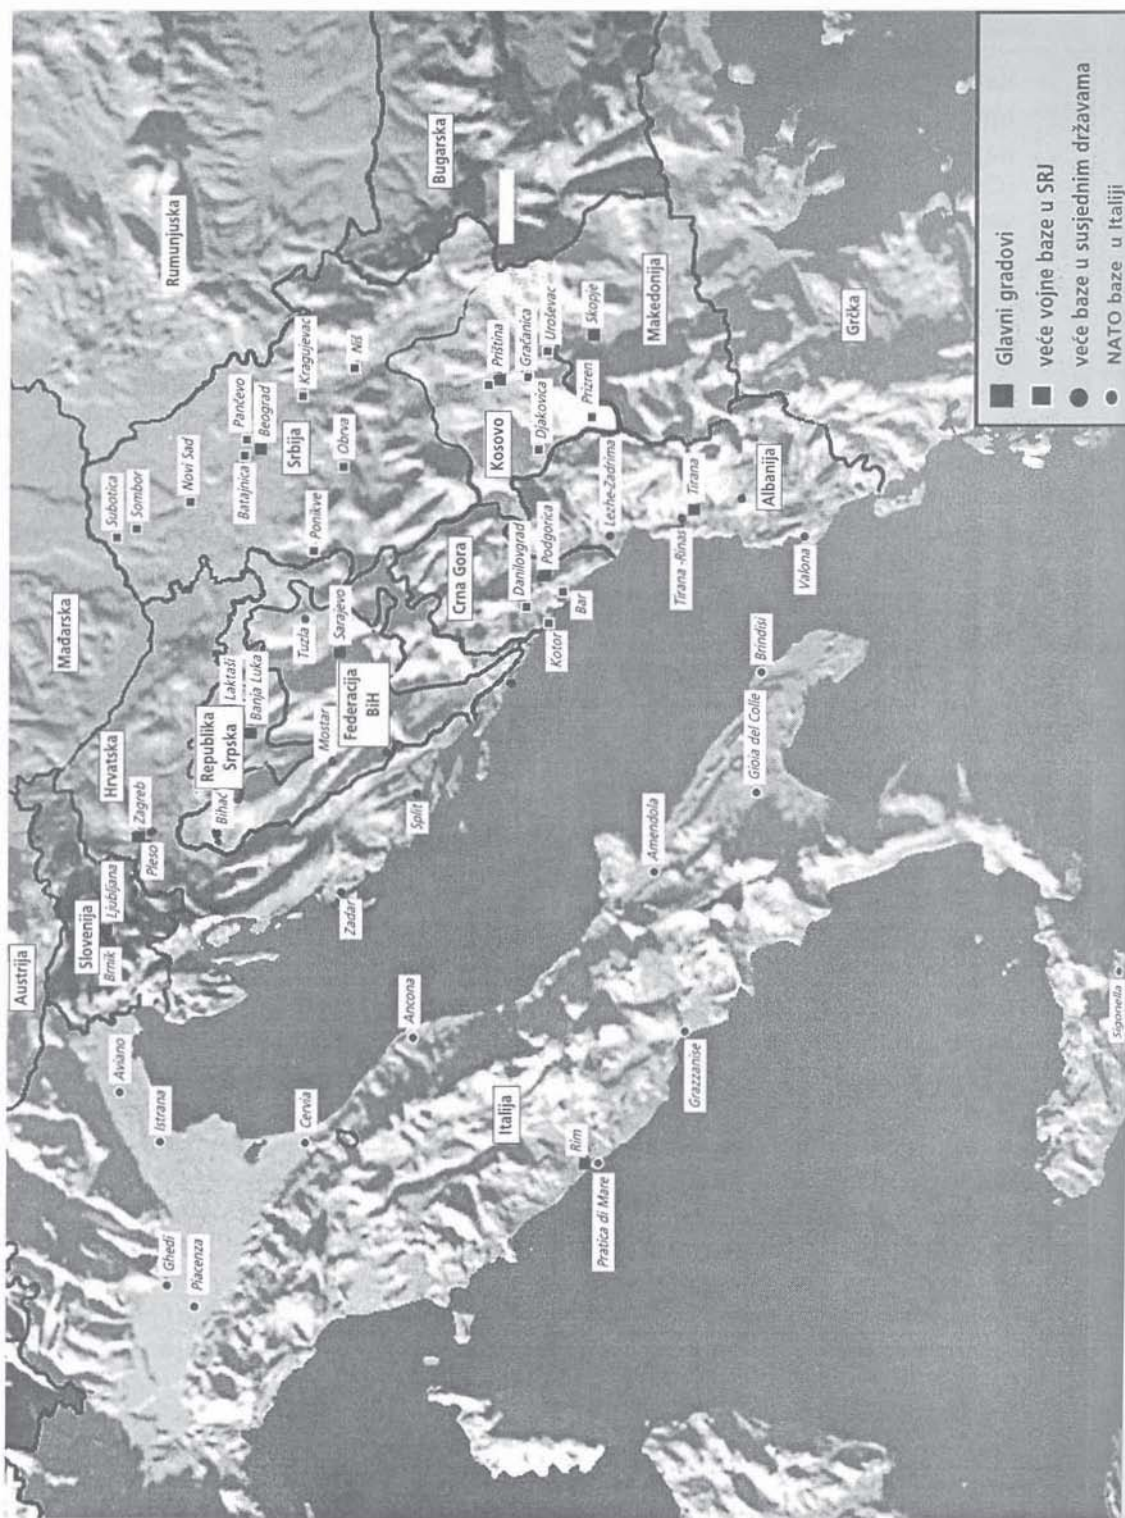 Austrija
Mađarska
Rumunjuska
Slovenija
Brnik
Ljubljana
Hrvatska
Zagreb
Pleso
Subotica
Sombor
Novi Sad
Aviano
Istrana
Ghedi
Piacenza
Cervia
Ancona
Zadar
Split
Bihać
Republika
Srpska
Laktaši
Banja Luka
Tuzla
Sarajevo
Mostar
Federacija
BiH
Batajnica
Pančevo
Beograd
Srbija
Ponikve
Obrva
Kragujevac
Niš
Bugarska
Crna Gora
Danilovgrad
Podgorica
Kotor
Bar
Kosovo
Priština
Gračanica
Uroševac
Djakovica
Prizren
Skopje
Makedonija
Lezhe-Zadrima
Tirana -Rinas
Tirana
Albanija
Valona
Grčka
Italija
Rim
Pratica di Mare
Grazzanise
Amendola
Gioia del Colle
Brindisi
Sigonella
Glavni gradovi
veće vojne baze u SRJ
veće baze u susjednim državama
NATO baze u Italiji